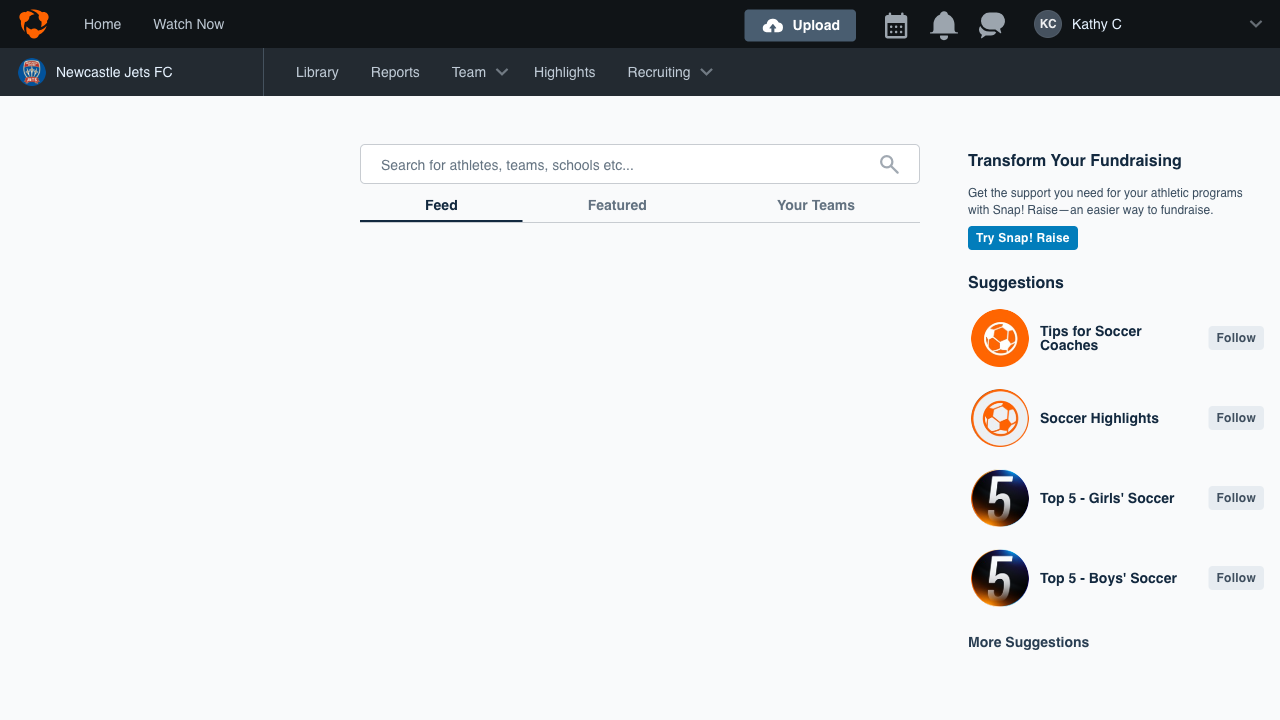 Home
Watch Now
Upload
KC
Kathy C
Newcastle Jets FC
Library
Reports
Team
Highlights
Recruiting
Search for athletes, teams, schools etc...
Feed
Featured
Your Teams
Transform Your Fundraising
Get the support you need for your athletic programs
with Snap! Raise—an easier way to fundraise.
Try Snap! Raise
Suggestions
Tips for Soccer
Coaches
Follow
Soccer Highlights
Follow
5
Top 5 - Girls' Soccer
Follow
5
Top 5 - Boys' Soccer
Follow
More Suggestions